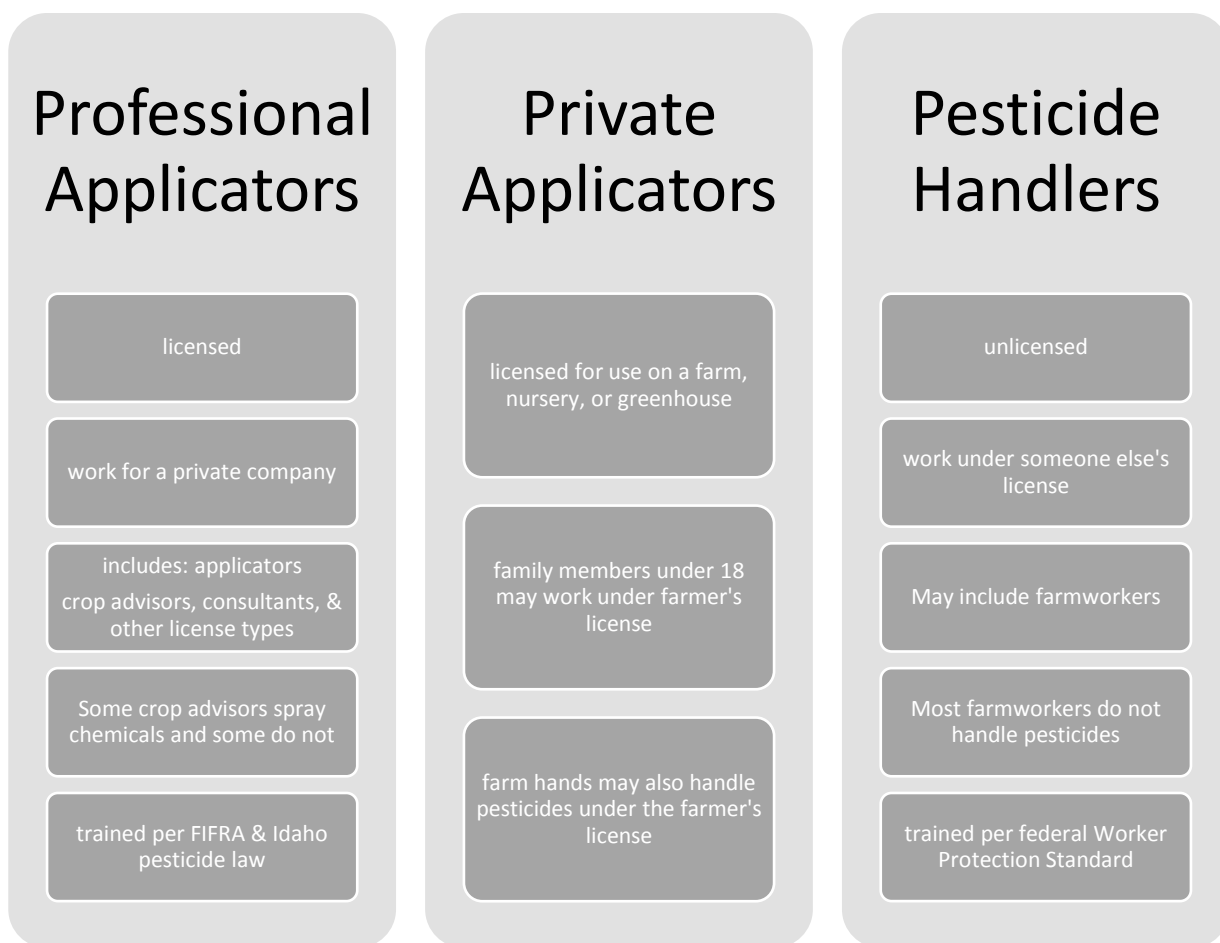 Professional
Applicators
licensed
work for a private company
includes: applicators
crop advisors, consultants, &
other license types
Some crop advisors spray
chemicals and some do not
trained per FIFRA & Idaho
pesticide law
Private
Applicators
licensed for use on a farm,
nursery, or greenhouse
family members under 18
may work under farmer's
license
farm hands may also handle
pesticides under the farmer's
license
Pesticide
Handlers
unlicensed
work under someone else's
license
May include farmworkers
Most farmworkers do not
handle pesticides
trained per federal Worker
Protection Standard